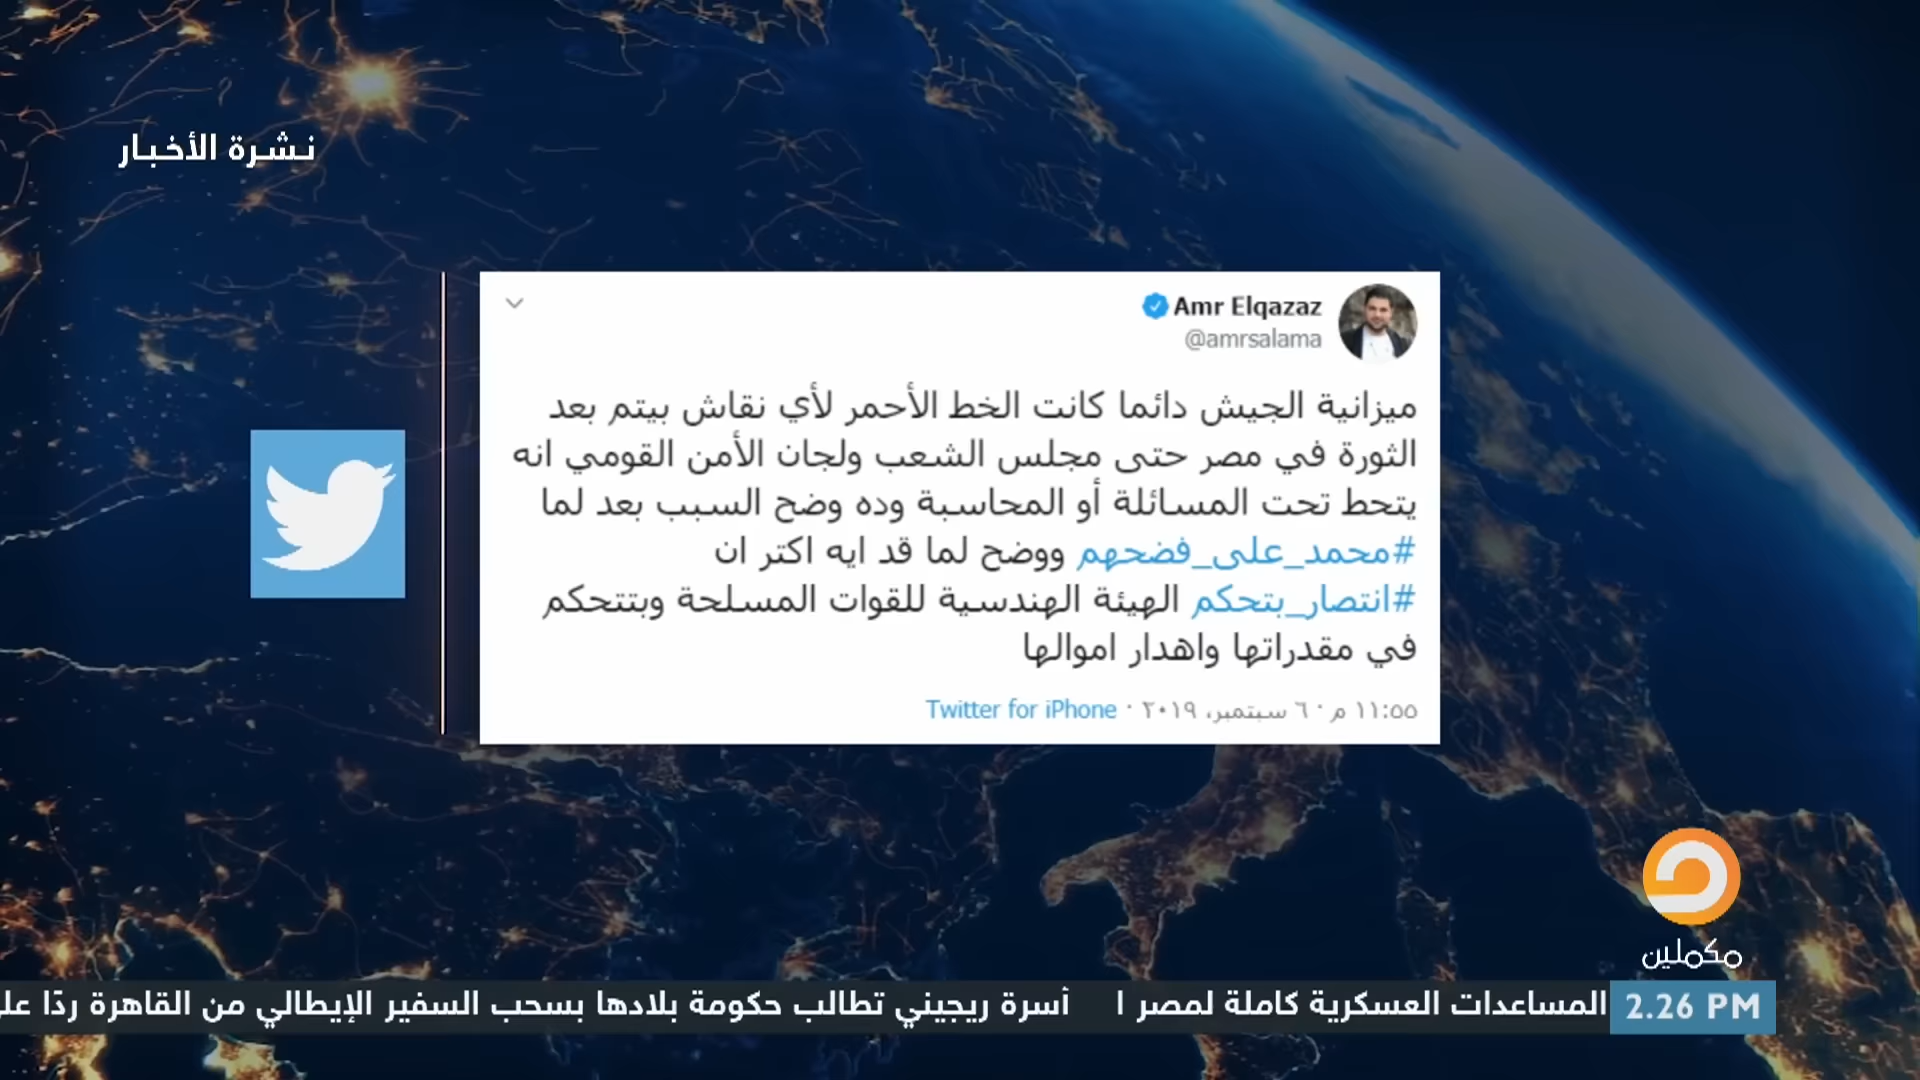 نشرة الأخبار
Amr Elqazaz
@amrsalama
ميزانية الجيش دائما كانت الخط الأحمر لأي نقاش بيتم بعد
الثورة في مصر حتى مجلس الشعب ولجان الأمن القومي انه
يتحط تحت المسائلة أو المحاسبة وده وضح السبب بعد لما
#محمد_على_فضحهم ووضح لما قد ايه اكتر ان
#انتصار_بتحكم الهيئة الهندسية للقوات المسلحة وبتتحكم
في مقدراتها واهدار اموالها
١١:٥٥ م · ٦ سبتمبر، ٢٠١٩ · Twitter for iPhone
مكملين
2.26 PM
المساعدات العسكرية كاملة لمصر ا أسرة ريجيني تطالب حكومة بلادها بسحب السفير الإيطالي من القاهرة ردًا